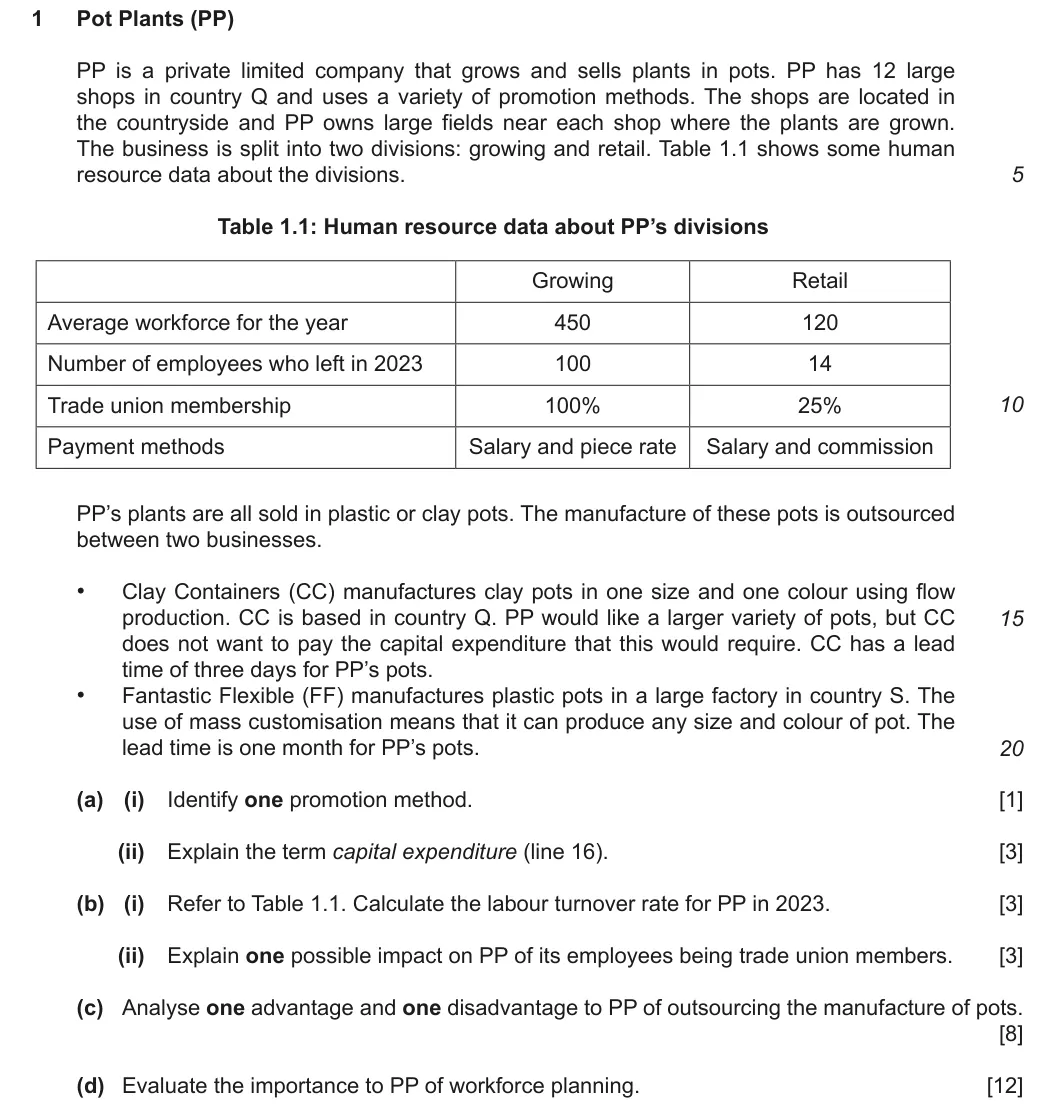 1 Pot Plants (PP)
PP is a private limited company that grows and sells plants in pots. PP has 12 large
shops in country Q and uses a variety of promotion methods. The shops are located in
the countryside and PP owns large fields near each shop where the plants are grown.
The business is split into two divisions: growing and retail. Table 1.1 shows some human
resource data about the divisions. 5
Table 1.1: Human resource data about PP’s divisions
Growing Retail
Average workforce for the year 450 120
Number of employees who left in 2023 100 14
Trade union membership 100% 25% 10
Payment methods Salary and piece rate Salary and commission
PP’s plants are all sold in plastic or clay pots. The manufacture of these pots is outsourced
between two businesses.
• Clay Containers (CC) manufactures clay pots in one size and one colour using flow
production. CC is based in country Q. PP would like a larger variety of pots, but CC 15
does not want to pay the capital expenditure that this would require. CC has a lead
time of three days for PP’s pots.
• Fantastic Flexible (FF) manufactures plastic pots in a large factory in country S. The
use of mass customisation means that it can produce any size and colour of pot. The
lead time is one month for PP’s pots. 20
(a) (i) Identify one promotion method. [1]
(ii) Explain the term capital expenditure (line 16). [3]
(b) (i) Refer to Table 1.1. Calculate the labour turnover rate for PP in 2023. [3]
(ii) Explain one possible impact on PP of its employees being trade union members. [3]
(c) Analyse one advantage and one disadvantage to PP of outsourcing the manufacture of pots.
[8]
(d) Evaluate the importance to PP of workforce planning. [12]